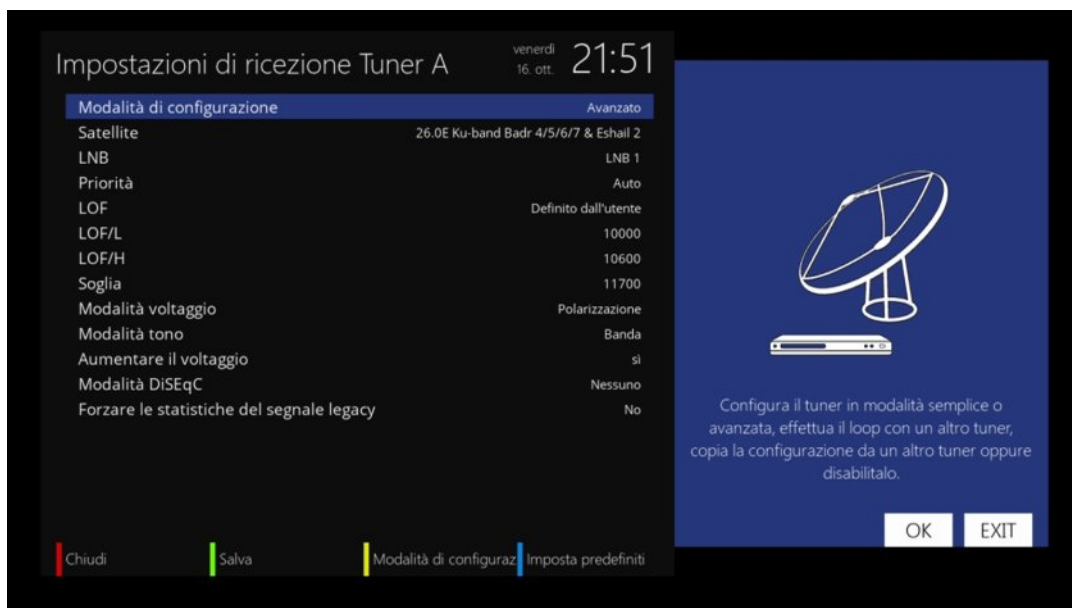 Impostazioni di ricezione Tuner A
venerdì
16. ott.
21:51
Modalità di configurazione Avanzato
Satellite 26.0E Ku-band Badr 4/5/6/7 & Eshail 2
LNB LNB 1
Priorità Auto
LOF Definito dall'utente
LOF/L 10000
LOF/H 10600
Soglia 11700
Modalità voltaggio Polarizzazione
Modalità tono Banda
Aumentare il voltaggio sì
Modalità DiSEqC Nessuno
Forzare le statistiche del segnale legacy No
Chiudi Salva Modalità di configuraz Imposta predefiniti
Configura il tuner in modalità semplice o
avanzata, effettua il loop con un altro tuner,
copia la configurazione da un altro tuner oppure
disabilitalo.
OK EXIT